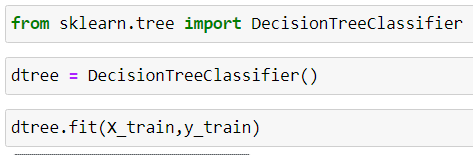 from sklearn.tree import DecisionTreeClassifier
dtree = DecisionTreeClassifier()
dtree.fit(X_train,y_train)